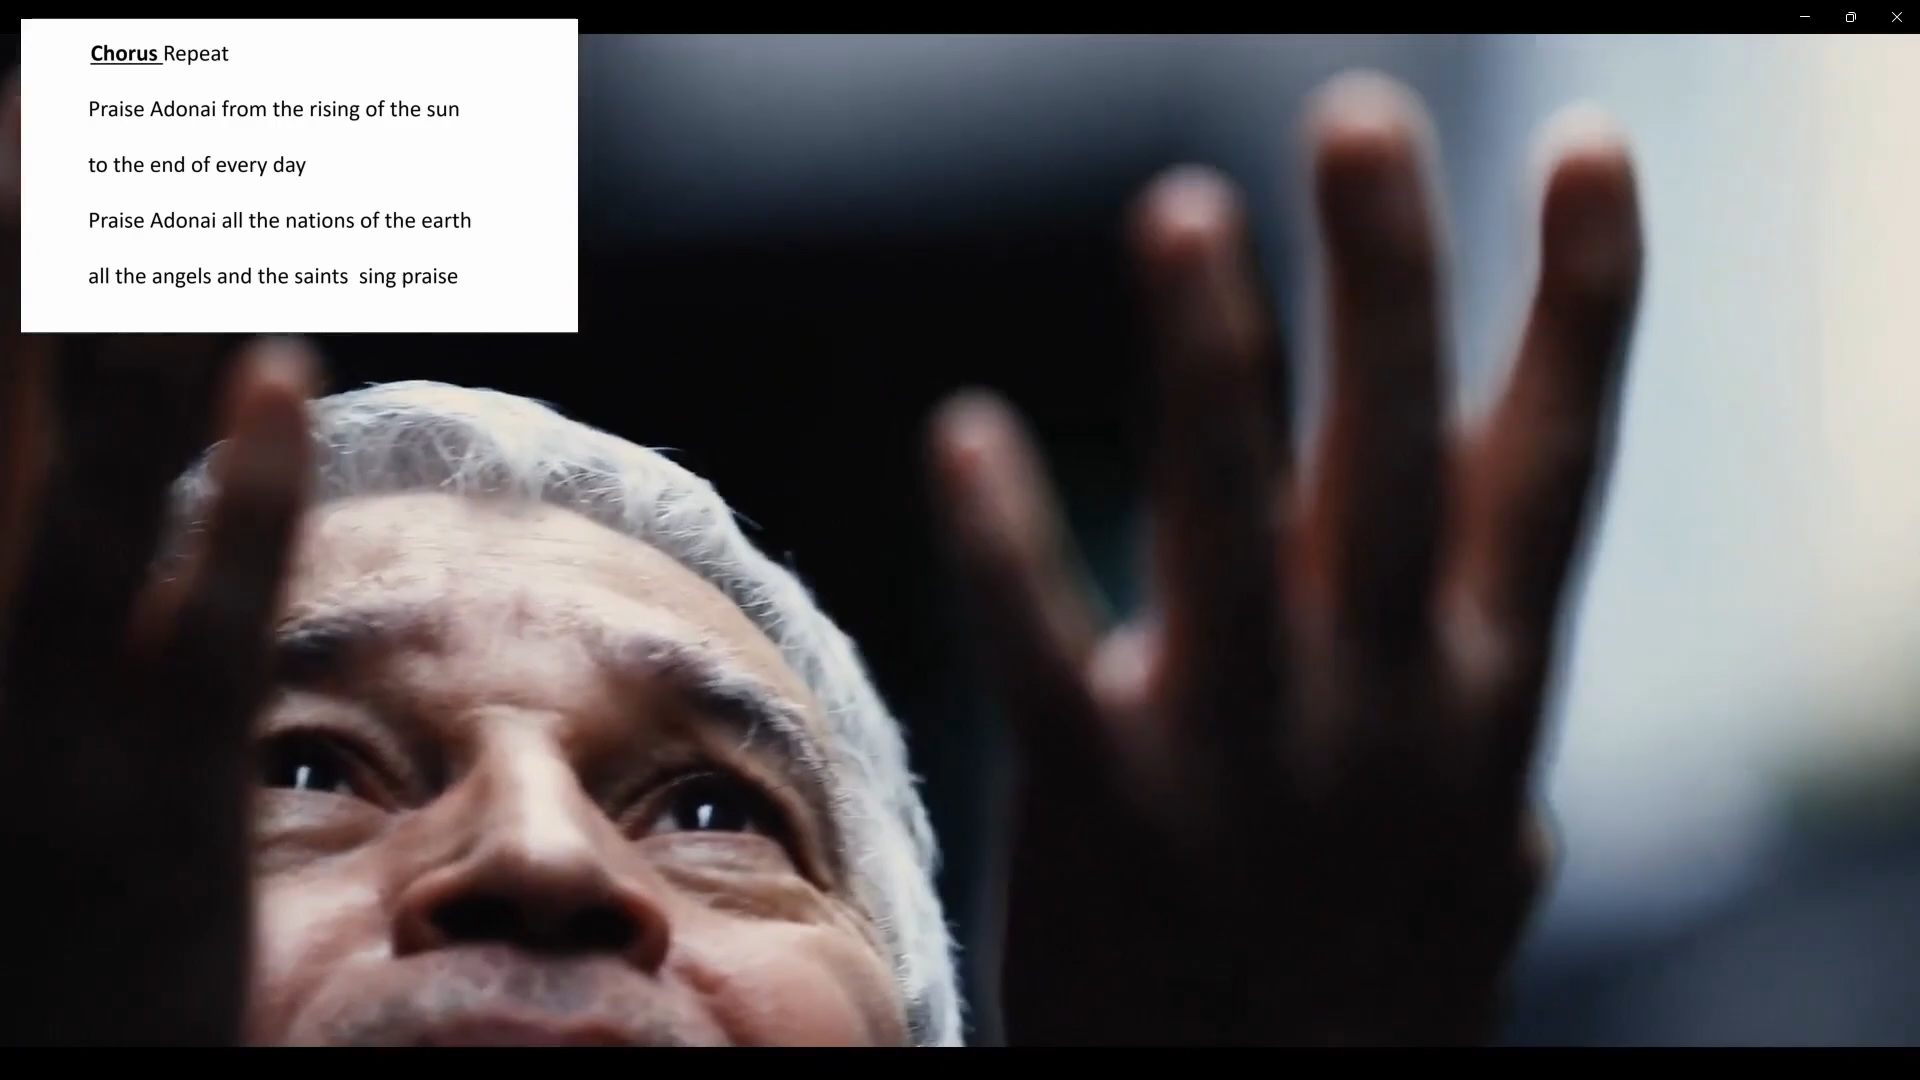 Chorus Repeat
Praise Adonai from the rising of the sun
to the end of every day
Praise Adonai all the nations of the earth
all the angels and the saints  sing praise